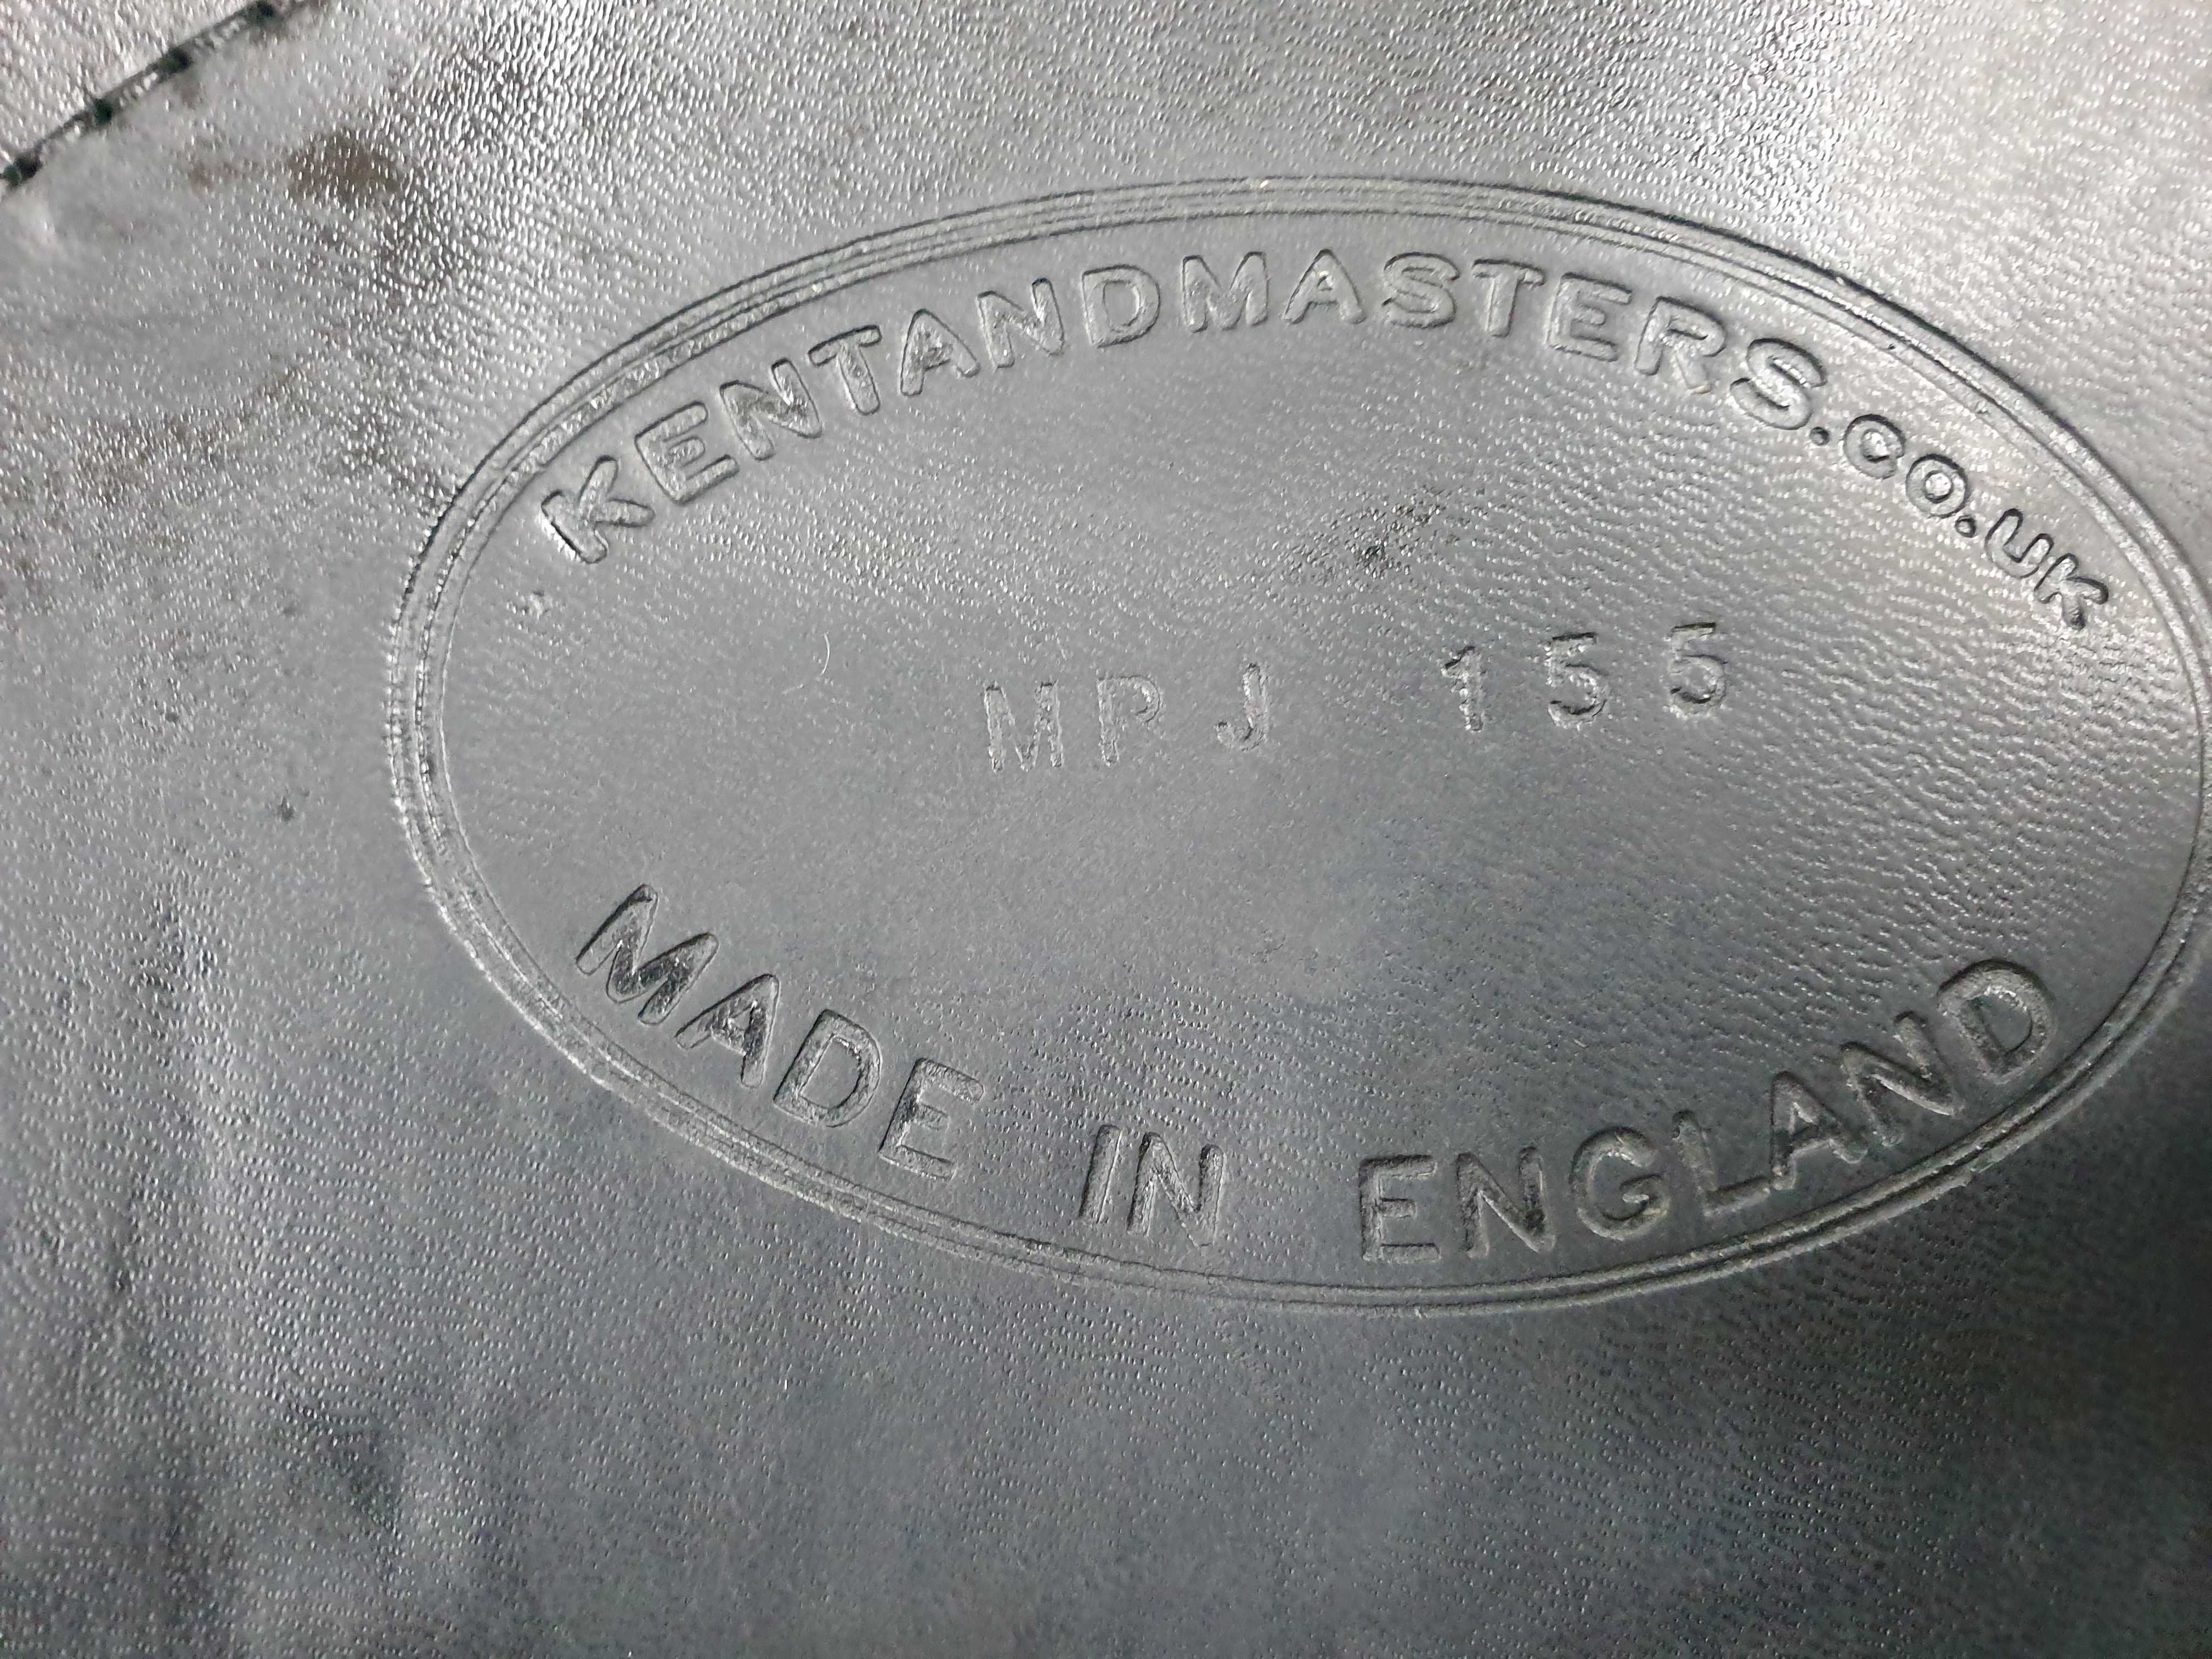 KENTANDMASTERS.CO.UK
MPJ 155
MADE IN ENGLAND